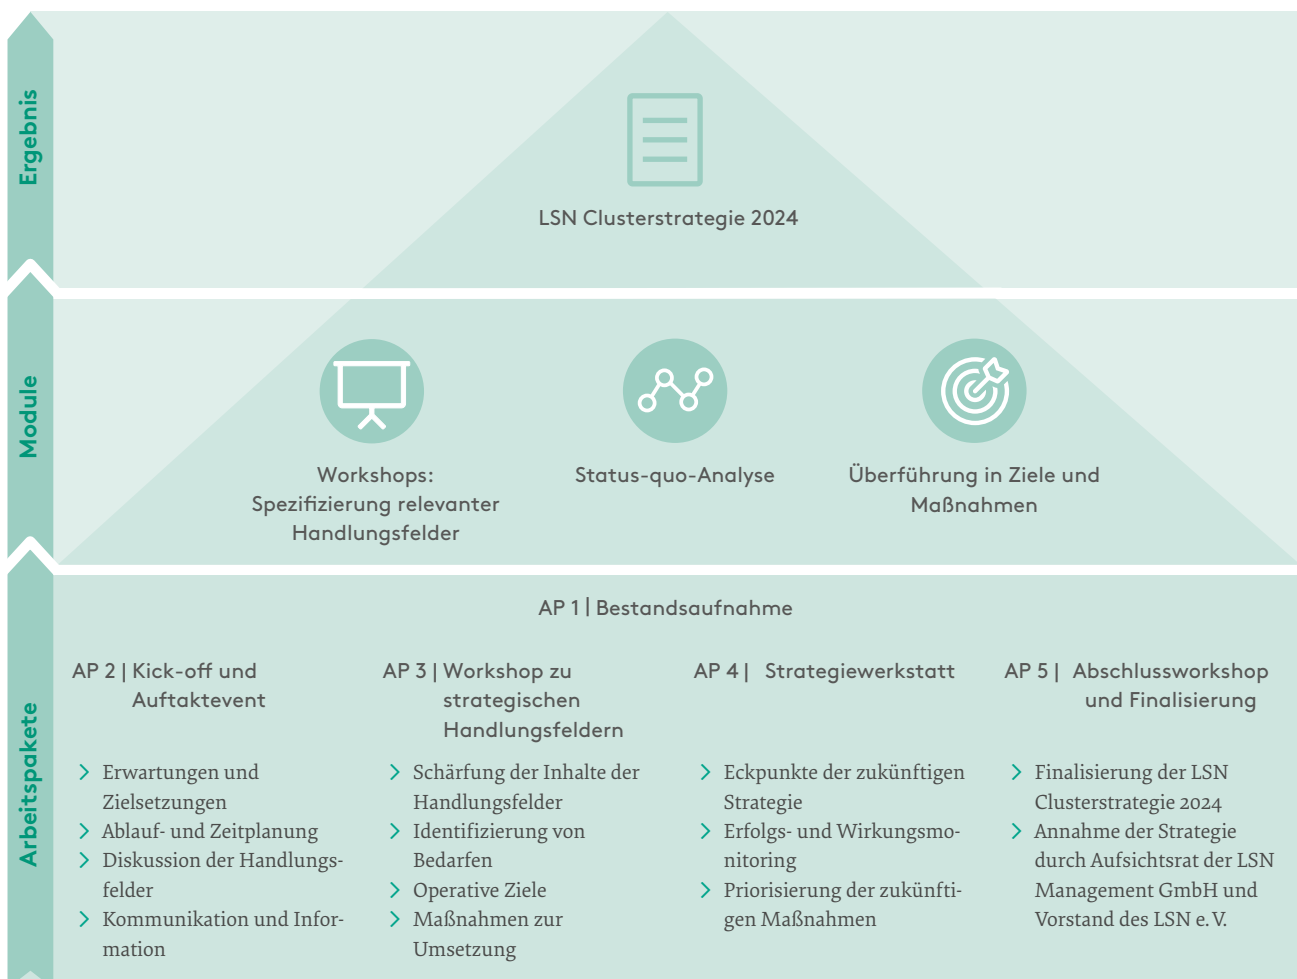 Ergebnis
LSN Clusterstrategie 2024
Module
Workshops:
Spezifizierung relevanter
Handlungsfelder
Status-quo-Analyse
Überführung in Ziele und
Maßnahmen
Arbeitspakete
AP 1 | Bestandsaufnahme
AP 2 | Kick-off und
Auftaktevent
> Erwartungen und
Zielsetzungen
> Ablauf- und Zeitplanung
> Diskussion der Handlungs-
felder
> Kommunikation und Infor-
mation
AP 3 | Workshop zu
strategischen
Handlungsfeldern
> Schärfung der Inhalte der
Handlungsfelder
> Identifizierung von
Bedarfen
> Operative Ziele
> Maßnahmen zur
Umsetzung
AP 4 | Strategiewerkstatt
> Eckpunkte der zukünftigen
Strategie
> Erfolgs- und Wirkungsmo-
nitoring
> Priorisierung der zukünfti-
gen Maßnahmen
AP 5 | Abschlussworkshop
und Finalisierung
> Finalisierung der LSN
Clusterstrategie 2024
> Annahme der Strategie
durch Aufsichtsrat der LSN
Management GmbH und
Vorstand des LSN e. V.